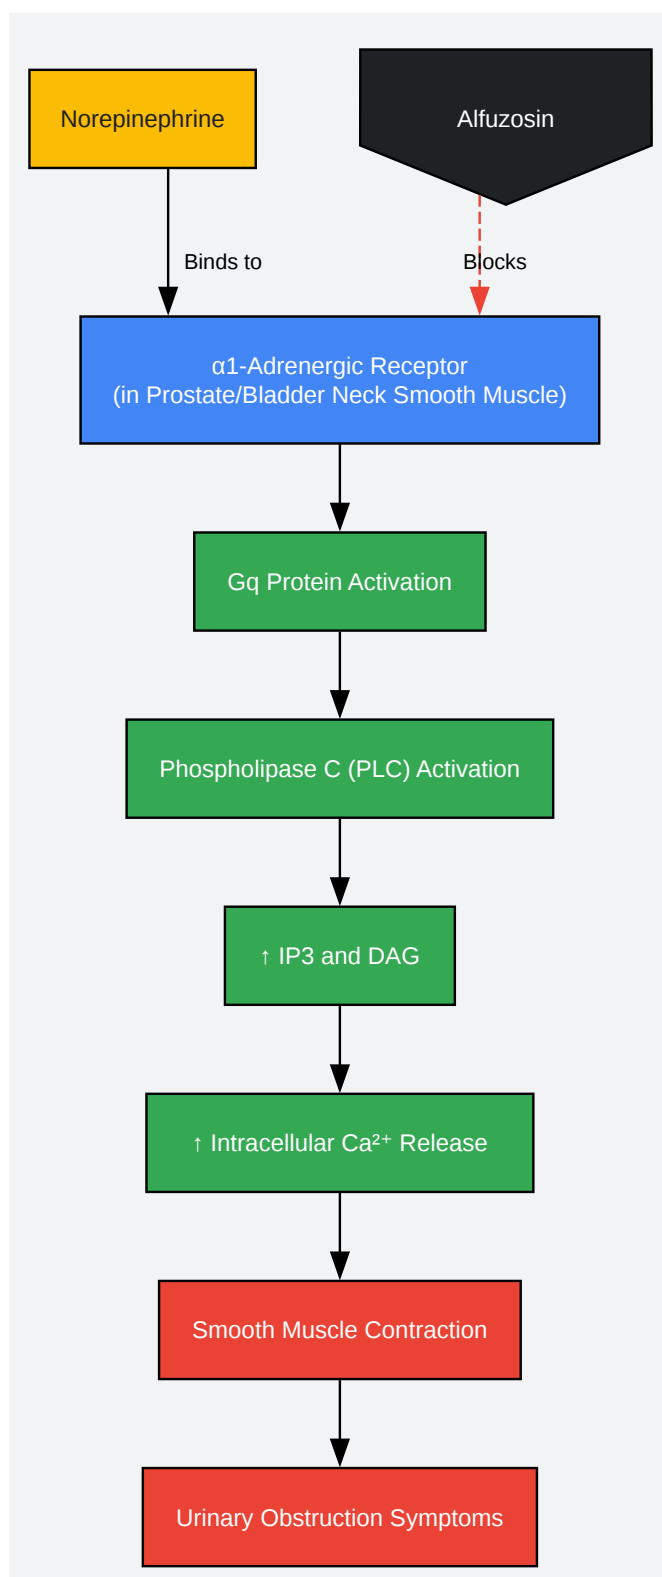 Norepinephrine
Alfuzosin
Binds to
Blocks
α1-Adrenergic Receptor
(in Prostate/Bladder Neck Smooth Muscle)
Gq Protein Activation
Phospholipase C (PLC) Activation
↑ IP3 and DAG
↑ Intracellular Ca²⁺ Release
Smooth Muscle Contraction
Urinary Obstruction Symptoms